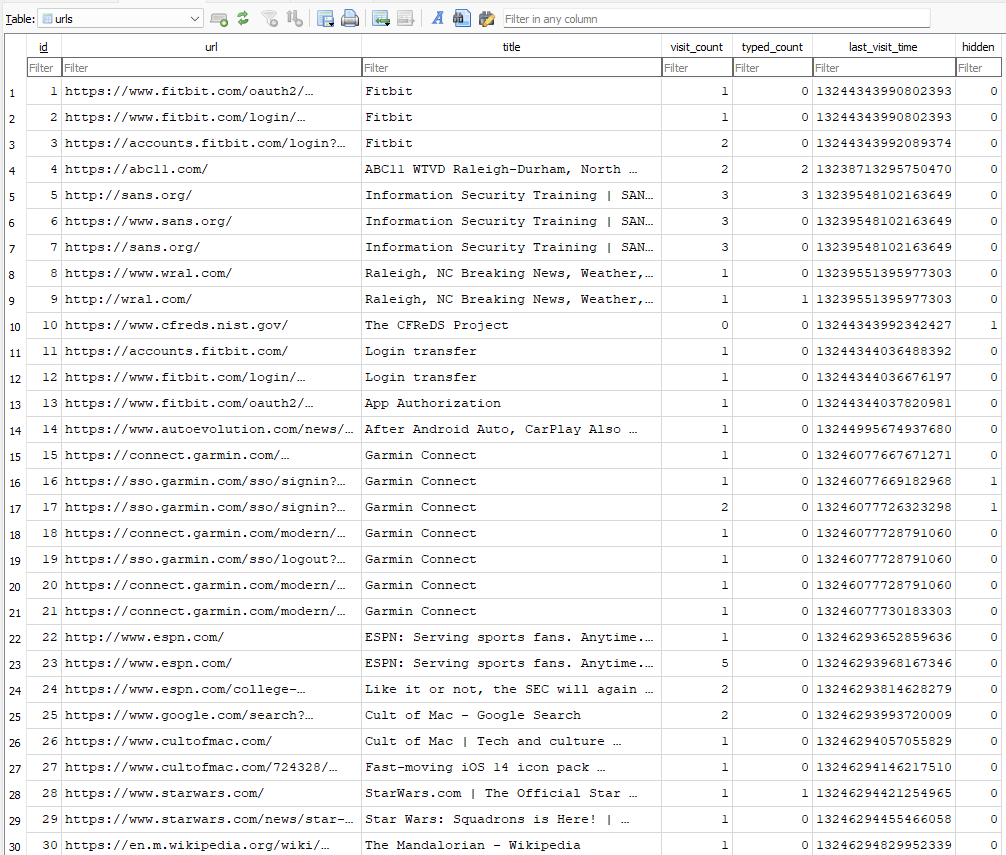 Table: urls Filter in any column
id url title visit_count typed_count last_visit_time hidden
Filter Filter Filter Filter Filter Filter Filter
1 1 https://www.fitbit.com/oauth2/… Fitbit 1 0 13244343990802393 0
2 2 https://www.fitbit.com/login/… Fitbit 1 0 13244343990802393 0
3 3 https://accounts.fitbit.com/login?… Fitbit 2 0 13244343992089374 0
4 4 https://abc11.com/ ABC11 WTVD Raleigh-Durham, North … 2 2 13238713295750470 0
5 5 http://sans.org/ Information Security Training | SAN… 3 3 13239548102163649 0
6 6 https://www.sans.org/ Information Security Training | SAN… 3 0 13239548102163649 0
7 7 https://sans.org/ Information Security Training | SAN… 3 0 13239548102163649 0
8 8 https://www.wral.com/ Raleigh, NC Breaking News, Weather,… 1 0 13239551395977303 0
9 9 http://wral.com/ Raleigh, NC Breaking News, Weather,… 1 1 13239551395977303 0
10 10 https://www.cfreds.nist.gov/ The CFReDS Project 0 0 13244343992342427 1
11 11 https://accounts.fitbit.com/ Login transfer 1 0 13244344036488392 0
12 12 https://www.fitbit.com/login/… Login transfer 1 0 13244344036676197 0
13 13 https://www.fitbit.com/oauth2/… App Authorization 1 0 13244344037820981 0
14 14 https://www.autoevolution.com/news/… After Android Auto, CarPlay Also … 1 0 13244995674937680 0
15 15 https://connect.garmin.com/… Garmin Connect 1 0 13246077667671271 0
16 16 https://sso.garmin.com/sso/signin?… Garmin Connect 1 0 13246077669182968 1
17 17 https://sso.garmin.com/sso/signin?… Garmin Connect 2 0 13246077726323298 1
18 18 https://connect.garmin.com/modern/… Garmin Connect 1 0 13246077728791060 0
19 19 https://sso.garmin.com/sso/logout?… Garmin Connect 1 0 13246077728791060 0
20 20 https://connect.garmin.com/modern/… Garmin Connect 1 0 13246077728791060 0
21 21 https://connect.garmin.com/modern/… Garmin Connect 1 0 13246077730183303 0
22 22 http://www.espn.com/ ESPN: Serving sports fans. Anytime.… 1 0 13246293652859636 0
23 23 https://www.espn.com/ ESPN: Serving sports fans. Anytime.… 5 0 13246293968167346 0
24 24 https://www.espn.com/college-… Like it or not, the SEC will again … 2 0 13246293814628279 0
25 25 https://www.google.com/search?… Cult of Mac - Google Search 2 0 13246293993720009 0
26 26 https://www.cultofmac.com/ Cult of Mac | Tech and culture … 1 0 13246294057055829 0
27 27 https://www.cultofmac.com/724328/… Fast-moving iOS 14 icon pack … 1 0 13246294146217510 0
28 28 https://www.starwars.com/ StarWars.com | The Official Star … 1 1 13246294421254965 0
29 29 https://www.starwars.com/news/star-… Star Wars: Squadrons is Here! | … 1 0 13246294455466058 0
30 30 https://en.m.wikipedia.org/wiki/… The Mandalorian - Wikipedia 1 0 13246294829952339 0